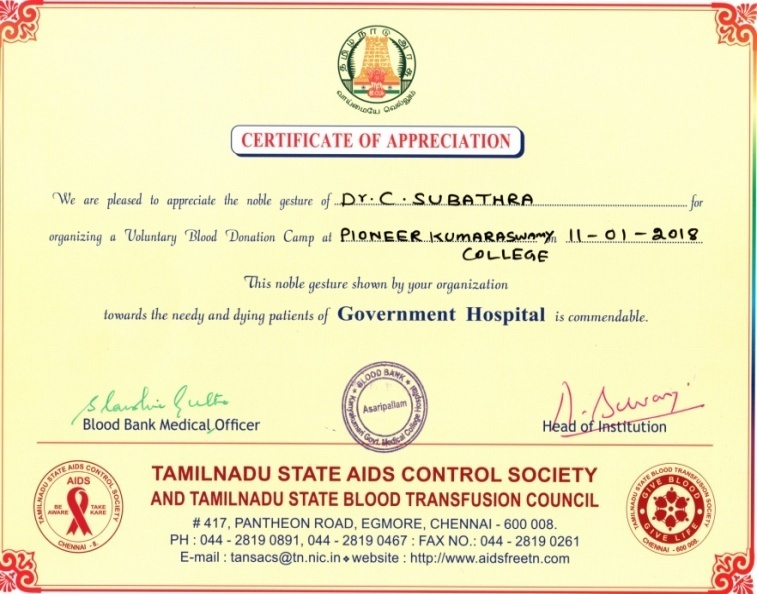 தமிழ்நாடு அரசு
வாய்மையே வெல்லும்
CERTIFICATE OF APPRECIATION
We are pleased to appreciate the noble gesture of Dr. C. SUBATHRA for
organizing a Voluntary Blood Donation Camp at PIONEER KUMARASWAMY on 11-01-2018
COLLEGE
This noble gesture shown by your organization
towards the needy and dying patients of Government Hospital is commendable.
BLOOD BANK
Asaripallam
Kanyakumari Govt. Medical College Hospital
Blood Bank Medical Officer
Head of Institution
TAMILNADU STATE AIDS CONTROL SOCIETY
AIDS
BE AWARE
TAKE KARE
CHENNAI - 8.
TAMILNADU STATE AIDS CONTROL SOCIETY
AND TAMILNADU STATE BLOOD TRANSFUSION COUNCIL
# 417, PANTHEON ROAD, EGMORE, CHENNAI - 600 008.
PH : 044 - 2819 0891, 044 - 2819 0467 : FAX NO.: 044 - 2819 0261
E-mail : tansacs@tn.nic.in ❖ website : http://www.aidsfreetn.com
TAMILNADU STATE BLOOD TRANSFUSION SOCIETY
GIVE BLOOD
GIVE LIFE
CHENNAI - 600 008.